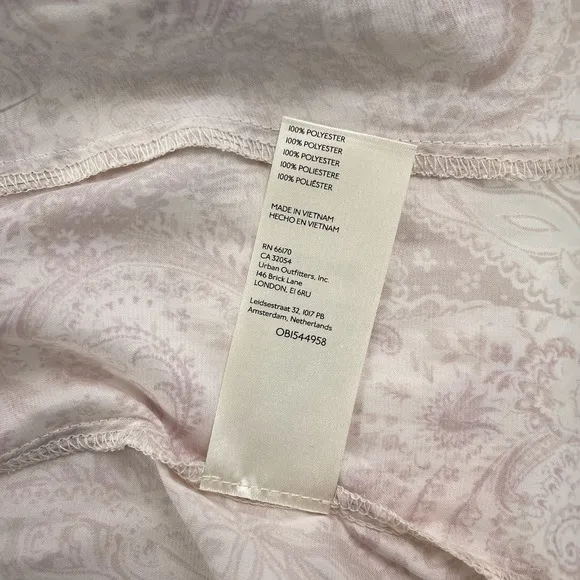 100% POLYESTER
100% POLYESTER
100% POLYESTER
100% POLIESTERE
100% POLIÉSTER
MADE IN VIETNAM
HECHO EN VIETNAM
RN 66170
CA 32054
Urban Outfitters, Inc.
146 Brick Lane
LONDON, E1 6RU
Leidsestraat 32, 1017 PB
Amsterdam, Netherlands
OB1544958